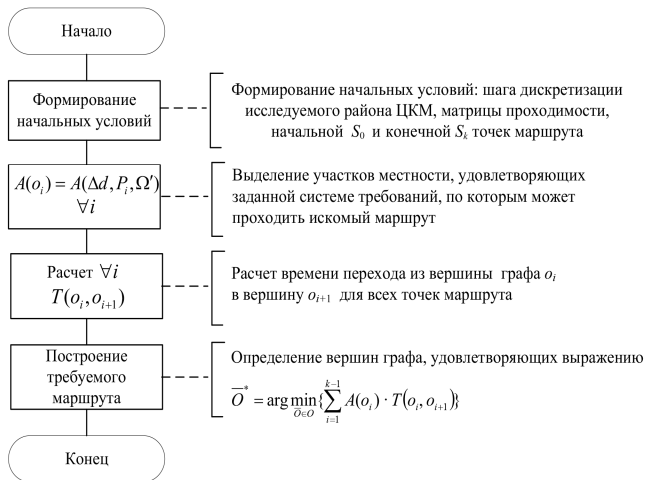 Начало
Формирование
начальных условий
Формирование начальных условий: шага дискретизации
исследуемого района ЦКМ, матрицы проходимости,
начальной S₀ и конечной Sₖ точек маршрута
A(oᵢ) = A(Δd, Pᵢ, Ω′)
∀i
Выделение участков местности, удовлетворяющих
заданной системе требований, по которым может
проходить искомый маршрут
Расчет ∀i
T(oᵢ, oᵢ₊₁)
Расчет времени перехода из вершины графа oᵢ
в вершину oᵢ₊₁ для всех точек маршрута
Построение
требуемого
маршрута
Определение вершин графа, удовлетворяющих выражению
O̅* = arg min_{O̅∈O} {∑_{i=1}^{k−1} A(oᵢ) · T(oᵢ, oᵢ₊₁)}
Конец